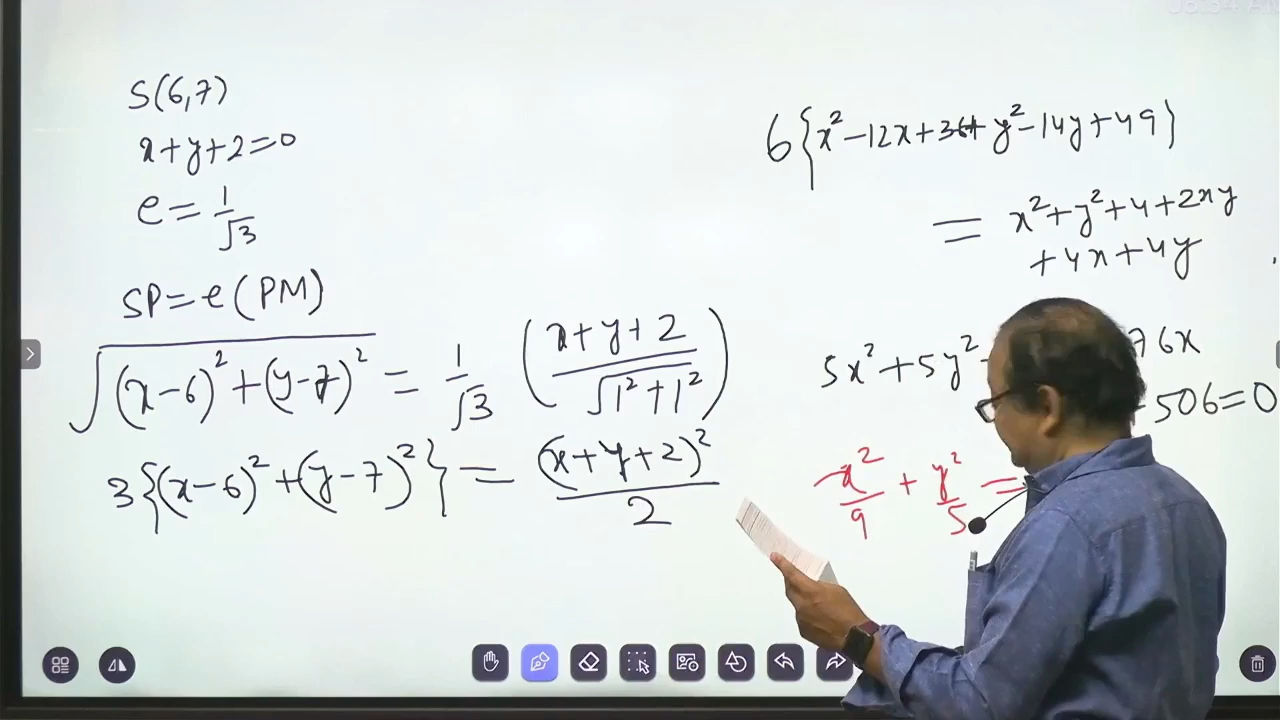 S(6,7)
x+y+2=0
e=1/√3
SP=e(PM)
√((x-6)²+(y-7)²) = 1/√3 ((x+y+2)/√(1²+1²))
3{(x-6)²+(y-7)²} = (x+y+2)²/2
6{x²-12x+36+y²-14y+49}
= x²+y²+4+2xy
+4x+4y
5x²+5y² 76x
506=0
x²/9 + y²/5 =